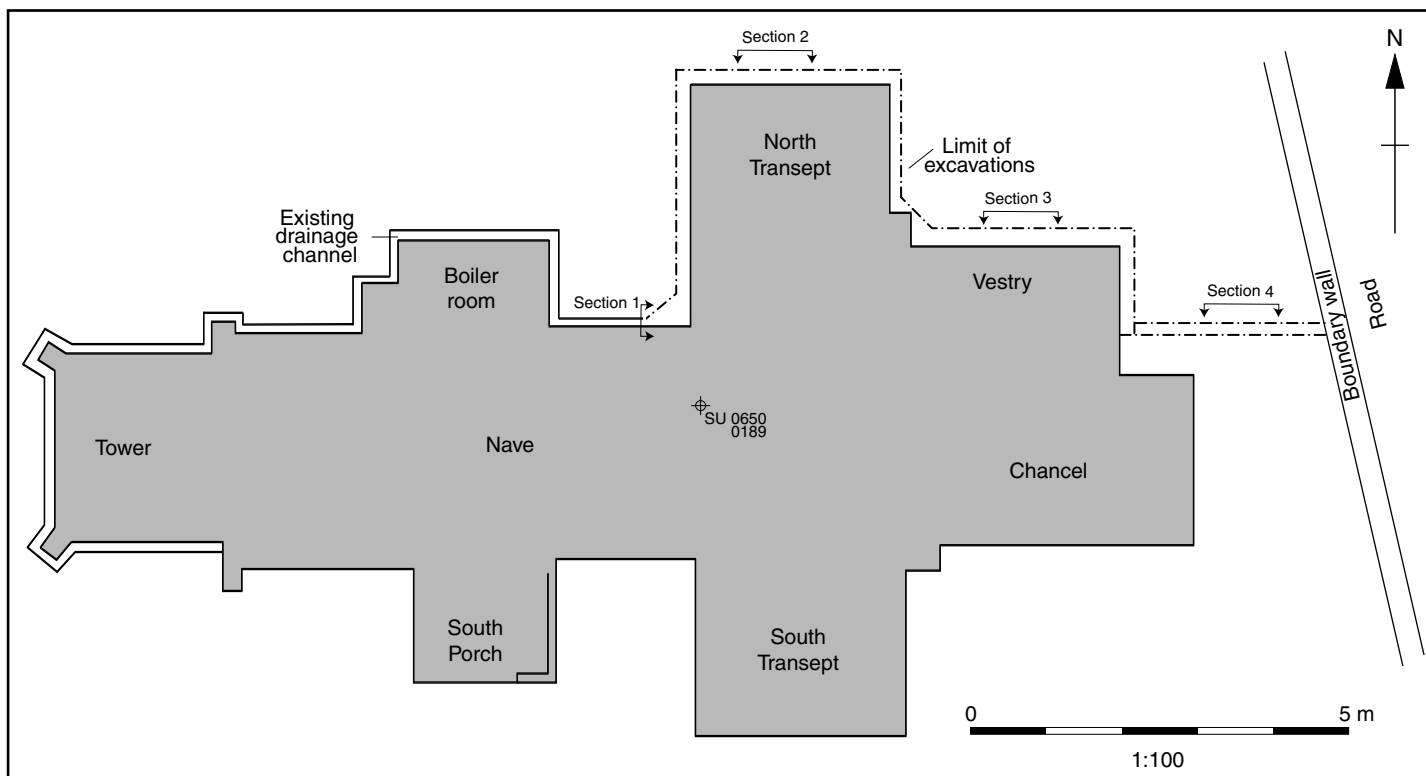 Section 2
N
North
Transept
Limit of
excavations
Section 3
Existing
drainage
channel
Boiler
room
Section 1
Vestry
Section 4
Boundary wall
Road
SU 0650
0189
Tower
Nave
Chancel
South
Porch
South
Transept
0
5 m
1:100